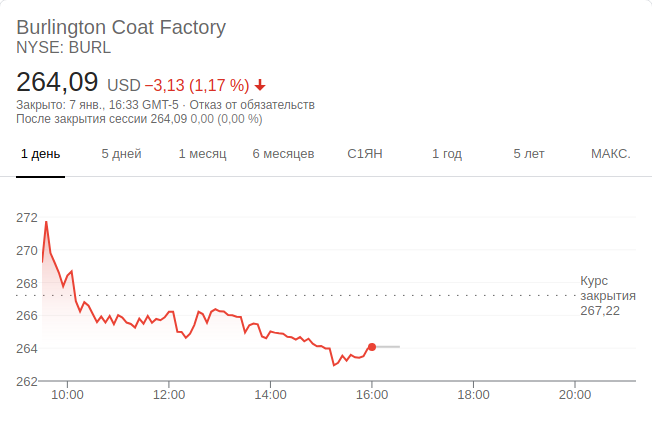 Burlington Coat Factory
NYSE: BURL
264,09 USD −3,13 (1,17 %)
Закрыто: 7 янв., 16:33 GMT-5 · Отказ от обязательств
После закрытия сессии 264,09 0,00 (0,00 %)
1 день 5 дней 1 месяц 6 месяцев С1ЯН 1 год 5 лет МАКС.
272
270
268
266
264
262
Курс
закрытия
267,22
10:00 12:00 14:00 16:00 18:00 20:00